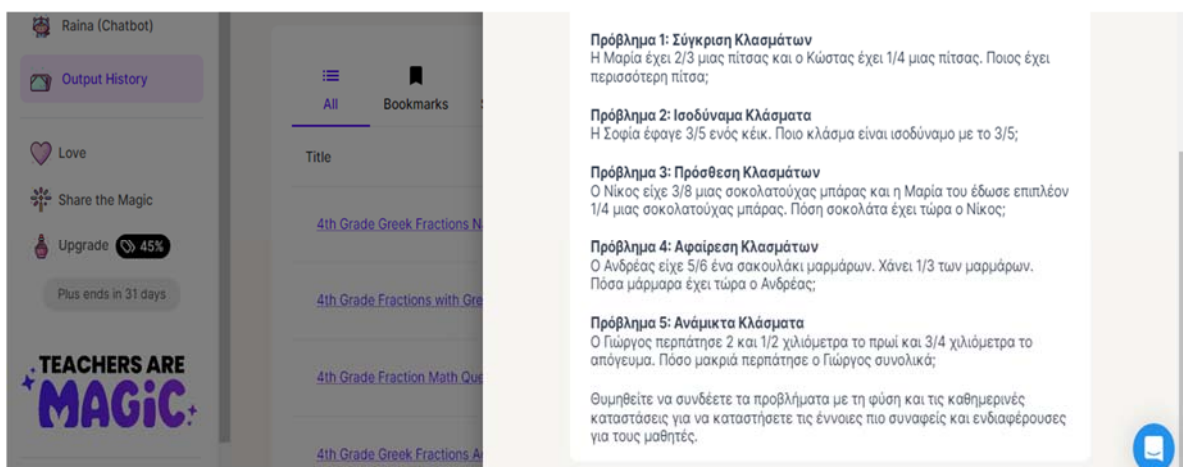 Raina (Chatbot)
Output History
Love
Share the Magic
Upgrade 45%
Plus ends in 31 days
TEACHERS ARE
MAGiC
All
Bookmarks
Title
4th Grade Greek Fractions
4th Grade Fractions with Gre
4th Grade Fraction Math Que
4th Grade Greek Fractions A
Πρόβλημα 1: Σύγκριση Κλασμάτων
Η Μαρία έχει 2/3 μιας πίτσας και ο Κώστας έχει 1/4 μιας πίτσας. Ποιος έχει
περισσότερη πίτσα;
Πρόβλημα 2: Ισοδύναμα Κλάσματα
Η Σοφία έφαγε 3/5 ενός κέικ. Ποιο κλάσμα είναι ισοδύναμο με το 3/5;
Πρόβλημα 3: Πρόσθεση Κλασμάτων
Ο Νίκος είχε 3/8 μιας σοκολατούχας μπάρας και η Μαρία του έδωσε επιπλέον
1/4 μιας σοκολατούχας μπάρας. Πόση σοκολάτα έχει τώρα ο Νίκος;
Πρόβλημα 4: Αφαίρεση Κλασμάτων
Ο Ανδρέας είχε 5/6 ένα σακουλάκι μαρμάρων. Χάνει 1/3 των μαρμάρων.
Πόσα μάρμαρα έχει τώρα ο Ανδρέας;
Πρόβλημα 5: Ανάμικτα Κλάσματα
Ο Γιώργος περπάτησε 2 και 1/2 χιλιόμετρα το πρωί και 3/4 χιλιόμετρα το
απόγευμα. Πόσο μακριά περπάτησε ο Γιώργος συνολικά;
Θυμηθείτε να συνδέετε τα προβλήματα με τη φύση και τις καθημερινές
καταστάσεις για να καταστήσετε τις έννοιες πιο συναφείς και ενδιαφέρουσες
για τους μαθητές.